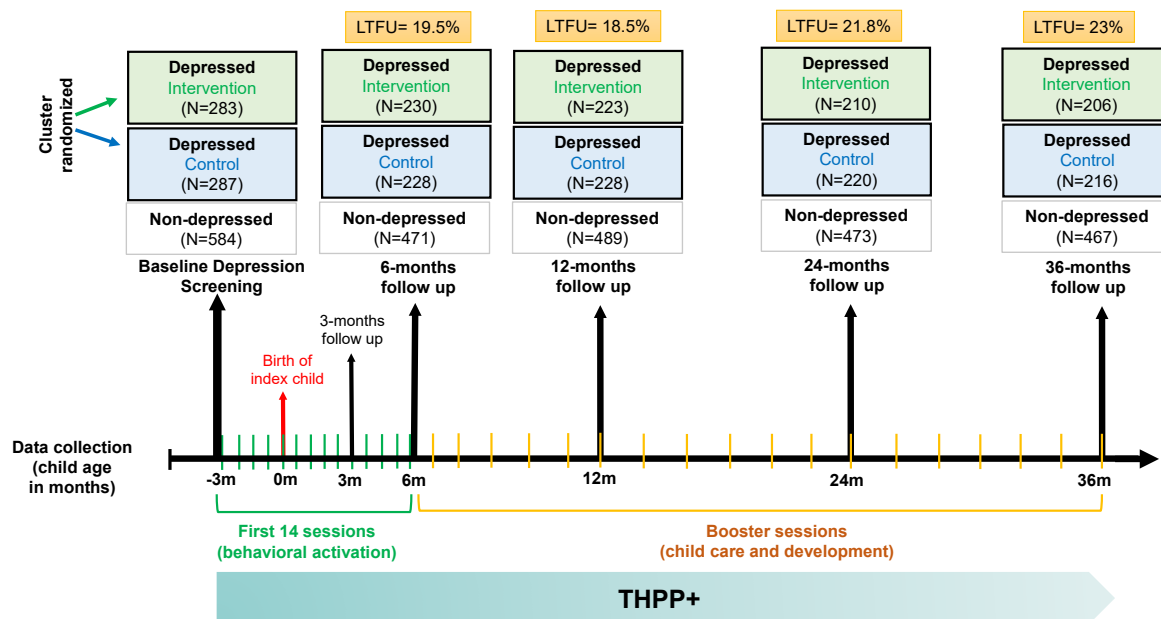 LTFU= 19.5%
LTFU= 18.5%
LTFU= 21.8%
LTFU= 23%
Cluster
randomized
Depressed
Intervention
(N=283)
Depressed
Intervention
(N=230)
Depressed
Intervention
(N=223)
Depressed
Intervention
(N=210)
Depressed
Intervention
(N=206)
Depressed
Control
(N=287)
Depressed
Control
(N=228)
Depressed
Control
(N=228)
Depressed
Control
(N=220)
Depressed
Control
(N=216)
Non-depressed
(N=584)
Non-depressed
(N=471)
Non-depressed
(N=489)
Non-depressed
(N=473)
Non-depressed
(N=467)
Baseline Depression
Screening
6-months
follow up
12-months
follow up
24-months
follow up
36-months
follow up
3-months
follow up
Birth of
index child
Data collection
(child age
in months)
-3m
0m
3m
6m
12m
24m
36m
First 14 sessions
(behavioral activation)
Booster sessions
(child care and development)
THPP+